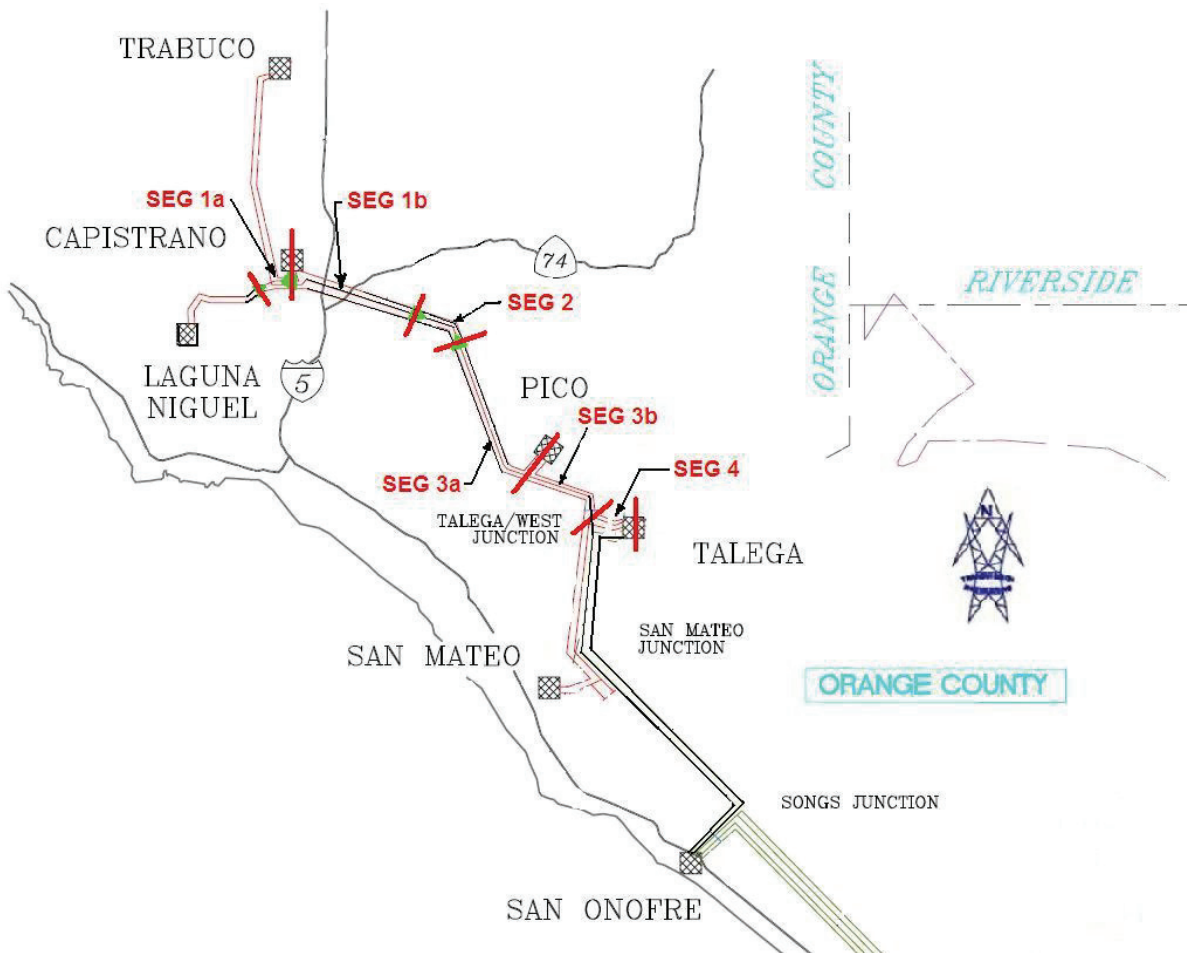 TRABUCO
SEG 1a
SEG 1b
CAPISTRANO
74
SEG 2
LAGUNA
NIGUEL
5
PICO
SEG 3b
SEG 3a
SEG 4
TALEGA/WEST
JUNCTION
TALEGA
SAN MATEO
JUNCTION
SAN MATEO
SONGS JUNCTION
SAN ONOFRE
COUNTY
ORANGE
RIVERSIDE
N
ORANGE COUNTY